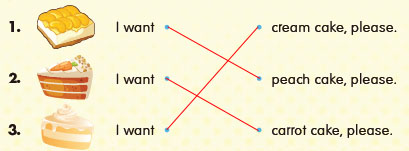 1. I want cream cake, please.
2. I want peach cake, please.
3. I want carrot cake, please.